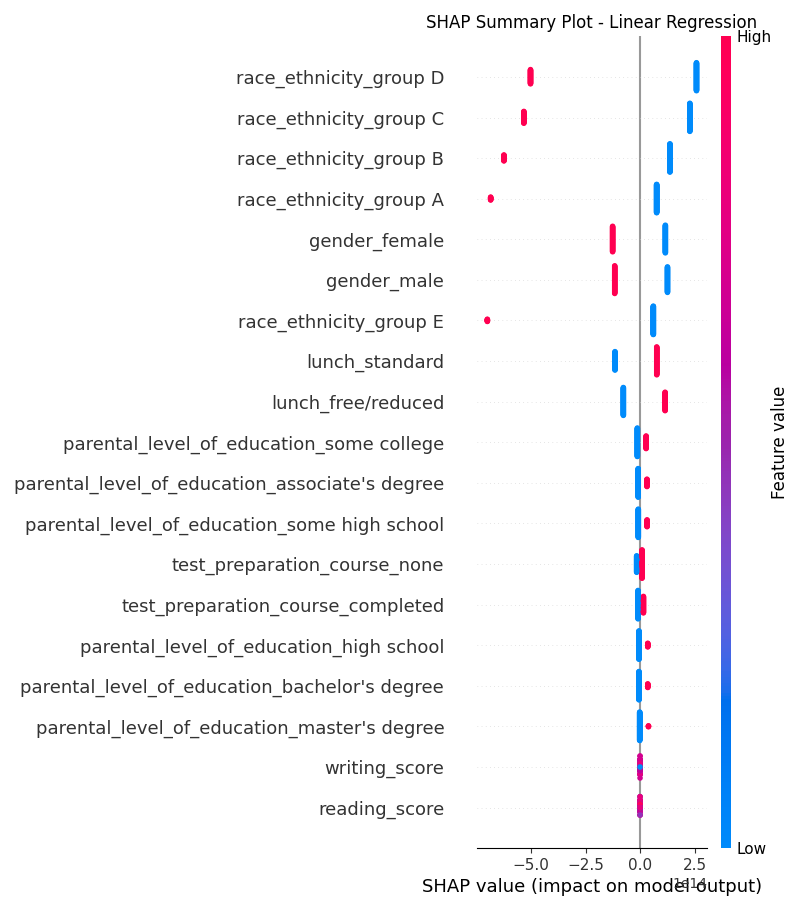 SHAP Summary Plot - Linear Regression
High
race_ethnicity_group D
race_ethnicity_group C
race_ethnicity_group B
race_ethnicity_group A
gender_female
gender_male
race_ethnicity_group E
lunch_standard
lunch_free/reduced
parental_level_of_education_some college
parental_level_of_education_associate's degree
parental_level_of_education_some high school
test_preparation_course_none
test_preparation_course_completed
parental_level_of_education_high school
parental_level_of_education_bachelor's degree
parental_level_of_education_master's degree
writing_score
reading_score
Feature value
Low
−5.0 −2.5 0.0 2.5
1e14
SHAP value (impact on model output)